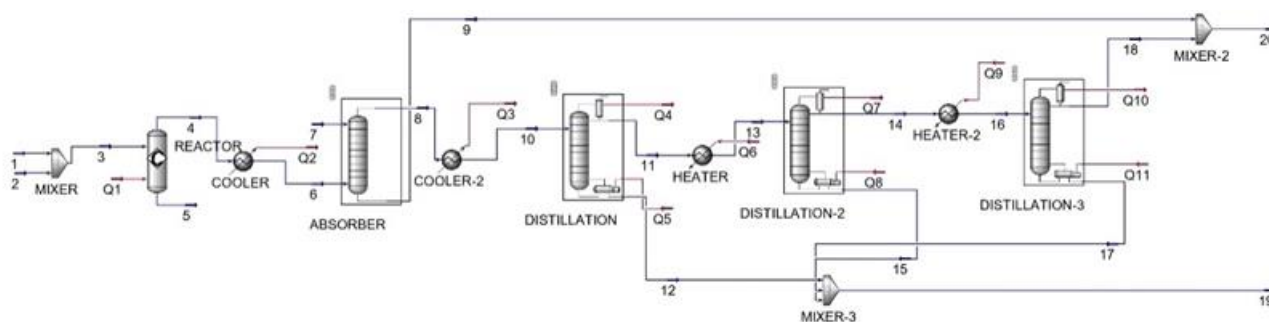 9
18
20
MIXER-2
Q9
Q10
Q7
Q3
Q4
4
REACTOR
7
8
Q2
10
13
14
HEATER-2
16
1
2
3
MIXER
Q1
COOLER
6
COOLER-2
11
HEATER
Q6
Q8
Q11
5
ABSORBER
DISTILLATION
Q5
DISTILLATION-2
DISTILLATION-3
12
15
17
MIXER-3
19